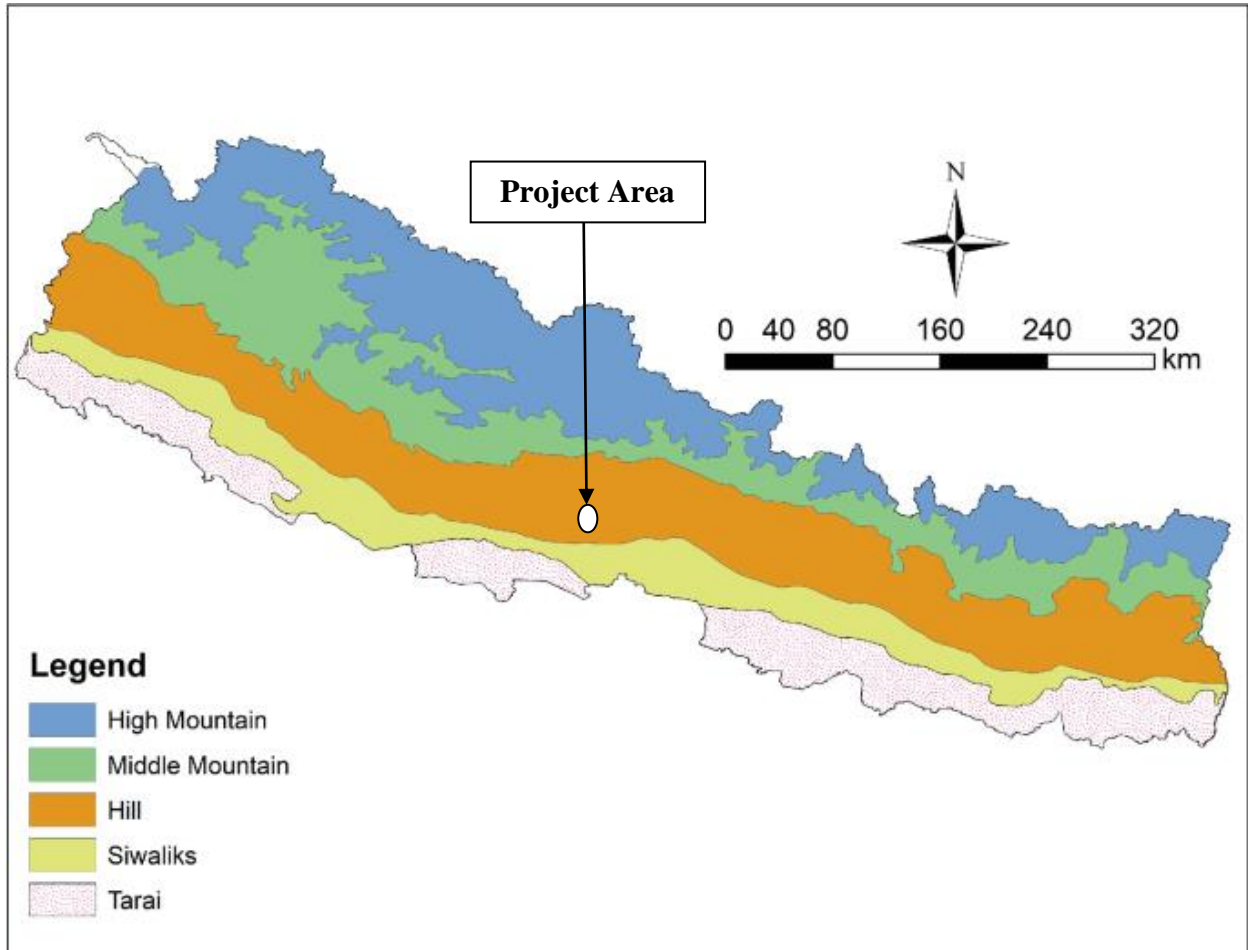 Project Area
N
0 40 80 160 240 320
km
Legend
High Mountain
Middle Mountain
Hill
Siwaliks
Tarai